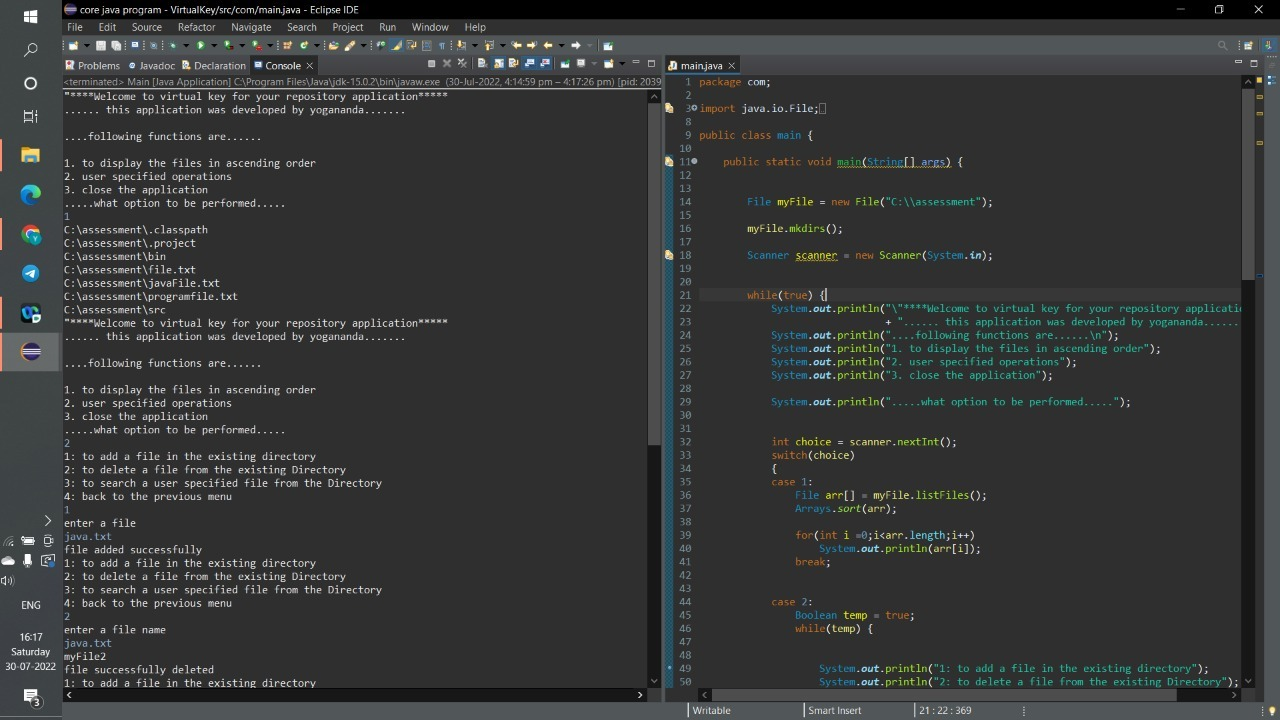 core java program - VirtualKey/src/com/main.java - Eclipse IDE
File Edit Source Refactor Navigate Search Project Run Window Help
Problems Javadoc Declaration Console
<terminated> Main [Java Application] C:\Program Files\Java\jdk-15.0.2\bin\javaw.exe (30-Jul-2022, 4:14:59 pm – 4:17:26 pm) [pid: 2039
"****Welcome to virtual key for your repository application*****
...... this application was developed by yogananda.......
....following functions are......
1. to display the files in ascending order
2. user specified operations
3. close the application
.....what option to be performed.....
1
C:\assessment\.classpath
C:\assessment\.project
C:\assessment\bin
C:\assessment\file.txt
C:\assessment\javaFile.txt
C:\assessment\programfile.txt
C:\assessment\src
"****Welcome to virtual key for your repository application*****
...... this application was developed by yogananda.......
....following functions are......
1. to display the files in ascending order
2. user specified operations
3. close the application
.....what option to be performed.....
2
1: to add a file in the existing directory
2: to delete a file from the existing Directory
3: to search a user specified file from the Directory
4: back to the previous menu
1
enter a file
java.txt
file added successfully
1: to add a file in the existing directory
2: to delete a file from the existing Directory
3: to search a user specified file from the Directory
4: back to the previous menu
2
enter a file name
java.txt
myFile2
file successfully deleted
1: to add a file in the existing directory
main.java
1 package com;
2
3 import java.io.File;
8
9 public class main {
10
11 public static void main(String[] args) {
12
13
14 File myFile = new File("C:\\assessment");
15
16 myFile.mkdirs();
17
18 Scanner scanner = new Scanner(System.in);
19
20
21 while(true) {
22 System.out.println("\"****Welcome to virtual key for your repository applicatio
23 + "...... this application was developed by yogananda......
24 System.out.println("....following functions are......\n");
25 System.out.println("1. to display the files in ascending order");
26 System.out.println("2. user specified operations");
27 System.out.println("3. close the application");
28
29 System.out.println(".....what option to be performed.....");
30
31
32 int choice = scanner.nextInt();
33 switch(choice)
34 {
35 case 1:
36 File arr[] = myFile.listFiles();
37 Arrays.sort(arr);
38
39 for(int i =0;i<arr.length;i++)
40 System.out.println(arr[i]);
41 break;
42
43
44 case 2:
45 Boolean temp = true;
46 while(temp) {
47
48
49 System.out.println("1: to add a file in the existing directory");
50 System.out.println("2: to delete a file from the existing Directory");
Writable Smart Insert 21 : 22 : 369
ENG
16:17
Saturday
30-07-2022
3